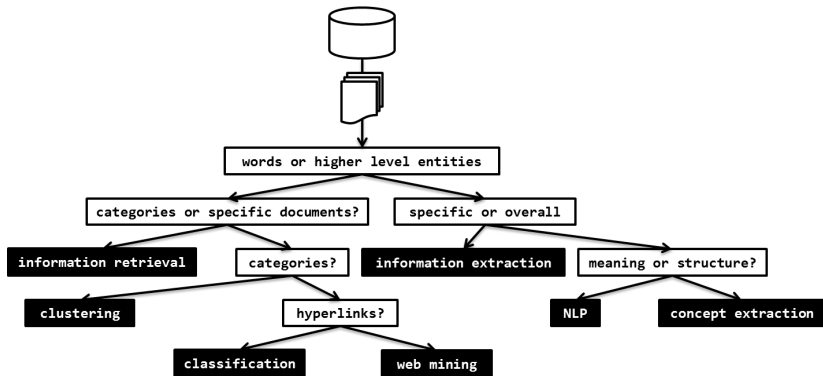 words or higher level entities
categories or specific documents?
specific or overall
information retrieval
categories?
information extraction
meaning or structure?
clustering
hyperlinks?
NLP
concept extraction
classification
web mining